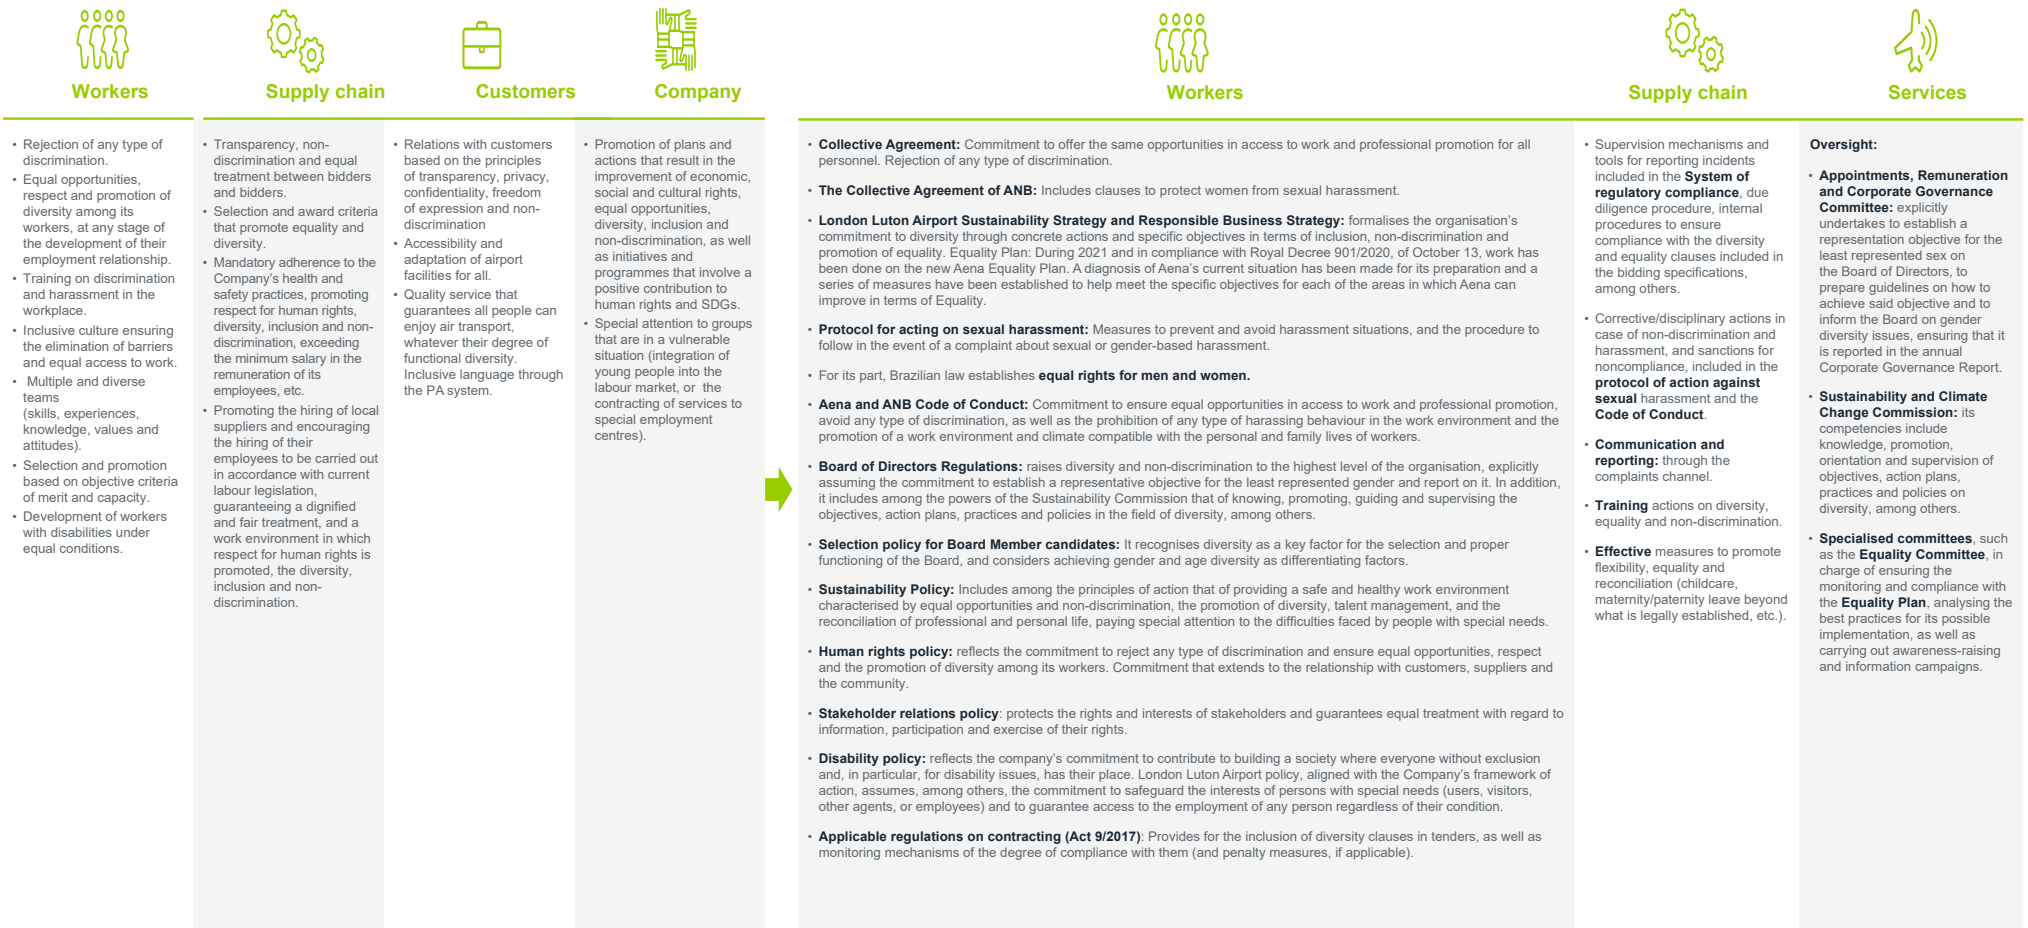 Workers
• Rejection of any type of
discrimination.
• Equal opportunities,
respect and promotion of
diversity among its
workers, at any stage of
the development of their
employment relationship.
• Training on discrimination
and harassment in the
workplace.
• Inclusive culture ensuring
the elimination of barriers
and equal access to work.
• Multiple and diverse
teams
(skills, experiences,
knowledge, values and
attitudes).
• Selection and promotion
based on objective criteria
of merit and capacity.
• Development of workers
with disabilities under
equal conditions.
Supply chain
• Transparency, non-
discrimination and equal
treatment between bidders
and bidders.
• Selection and award criteria
that promote equality and
diversity.
• Mandatory adherence to the
Company's health and
safety practices, promoting
respect for human rights,
diversity, inclusion and non-
discrimination, exceeding
the minimum salary in the
remuneration of its
employees, etc.
• Promoting the hiring of local
suppliers and encouraging
the hiring of their
employees to be carried out
in accordance with current
labour legislation,
guaranteeing a dignified
and fair treatment, and a
work environment in which
respect for human rights is
promoted, the diversity,
inclusion and non-
discrimination.
Customers
• Relations with customers
based on the principles
of transparency, privacy,
confidentiality, freedom
of expression and non-
discrimination
• Accessibility and
adaptation of airport
facilities for all.
• Quality service that
guarantees all people can
enjoy air transport,
whatever their degree of
functional diversity.
Inclusive language through
the PA system.
Company
• Promotion of plans and
actions that result in the
improvement of economic,
social and cultural rights,
equal opportunities,
diversity, inclusion and
non-discrimination, as well
as initiatives and
programmes that involve a
positive contribution to
human rights and SDGs.
• Special attention to groups
that are in a vulnerable
situation (integration of
young people into the
labour market, or the
contracting of services to
special employment
centres).
Workers
• Collective Agreement: Commitment to offer the same opportunities in access to work and professional promotion for all
personnel. Rejection of any type of discrimination.
• The Collective Agreement of ANB: Includes clauses to protect women from sexual harassment.
• London Luton Airport Sustainability Strategy and Responsible Business Strategy: formalises the organisation's
commitment to diversity through concrete actions and specific objectives in terms of inclusion, non-discrimination and
promotion of equality. Equality Plan: During 2021 and in compliance with Royal Decree 901/2020, of October 13, work has
been done on the new Aena Equality Plan. A diagnosis of Aena's current situation has been made for its preparation and a
series of measures have been established to help meet the specific objectives for each of the areas in which Aena can
improve in terms of Equality.
• Protocol for acting on sexual harassment: Measures to prevent and avoid harassment situations, and the procedure to
follow in the event of a complaint about sexual or gender-based harassment.
• For its part, Brazilian law establishes equal rights for men and women.
• Aena and ANB Code of Conduct: Commitment to ensure equal opportunities in access to work and professional promotion,
avoid any type of discrimination, as well as the prohibition of any type of harassing behaviour in the work environment and the
promotion of a work environment and climate compatible with the personal and family lives of workers.
• Board of Directors Regulations: raises diversity and non-discrimination to the highest level of the organisation, explicitly
assuming the commitment to establish a representative objective for the least represented gender and report on it. In addition,
it includes among the powers of the Sustainability Commission that of knowing, promoting, guiding and supervising the
objectives, action plans, practices and policies in the field of diversity, among others.
• Selection policy for Board Member candidates: It recognises diversity as a key factor for the selection and proper
functioning of the Board, and considers achieving gender and age diversity as differentiating factors.
• Sustainability Policy: Includes among the principles of action that of providing a safe and healthy work environment
characterised by equal opportunities and non-discrimination, the promotion of diversity, talent management, and the
reconciliation of professional and personal life, paying special attention to the difficulties faced by people with special needs.
• Human rights policy: reflects the commitment to reject any type of discrimination and ensure equal opportunities, respect
and the promotion of diversity among its workers. Commitment that extends to the relationship with customers, suppliers and
the community.
• Stakeholder relations policy: protects the rights and interests of stakeholders and guarantees equal treatment with regard to
information, participation and exercise of their rights.
• Disability policy: reflects the company's commitment to contribute to building a society where everyone without exclusion
and, in particular, for disability issues, has their place. London Luton Airport policy, aligned with the Company's framework of
action, assumes, among others, the commitment to safeguard the interests of persons with special needs (users, visitors,
other agents, or employees) and to guarantee access to the employment of any person regardless of their condition.
• Applicable regulations on contracting (Act 9/2017): Provides for the inclusion of diversity clauses in tenders, as well as
monitoring mechanisms of the degree of compliance with them (and penalty measures, if applicable).
Supply chain
• Supervision mechanisms and
tools for reporting incidents
included in the System of
regulatory compliance, due
diligence procedure, internal
procedures to ensure
compliance with the diversity
and equality clauses included in
the bidding specifications,
among others.
• Corrective/disciplinary actions in
case of non-discrimination and
harassment, and sanctions for
noncompliance, included in the
protocol of action against
sexual harassment and the
Code of Conduct.
• Communication and
reporting: through the
complaints channel.
• Training actions on diversity,
equality and non-discrimination.
• Effective measures to promote
flexibility, equality and
reconciliation (childcare,
maternity/paternity leave beyond
what is legally established, etc.).
Services
Oversight:
• Appointments, Remuneration
and Corporate Governance
Committee: explicitly
undertakes to establish a
representation objective for the
least represented sex on
the Board of Directors, to
prepare guidelines on how to
achieve said objective and to
inform the Board on gender
diversity issues, ensuring that it
is reported in the annual
Corporate Governance Report.
• Sustainability and Climate
Change Commission: its
competencies include
knowledge, promotion,
orientation and supervision of
objectives, action plans,
practices and policies on
diversity, among others.
• Specialised committees, such
as the Equality Committee, in
charge of ensuring the
monitoring and compliance with
the Equality Plan, analysing the
best practices for its possible
implementation, as well as
carrying out awareness-raising
and information campaigns.